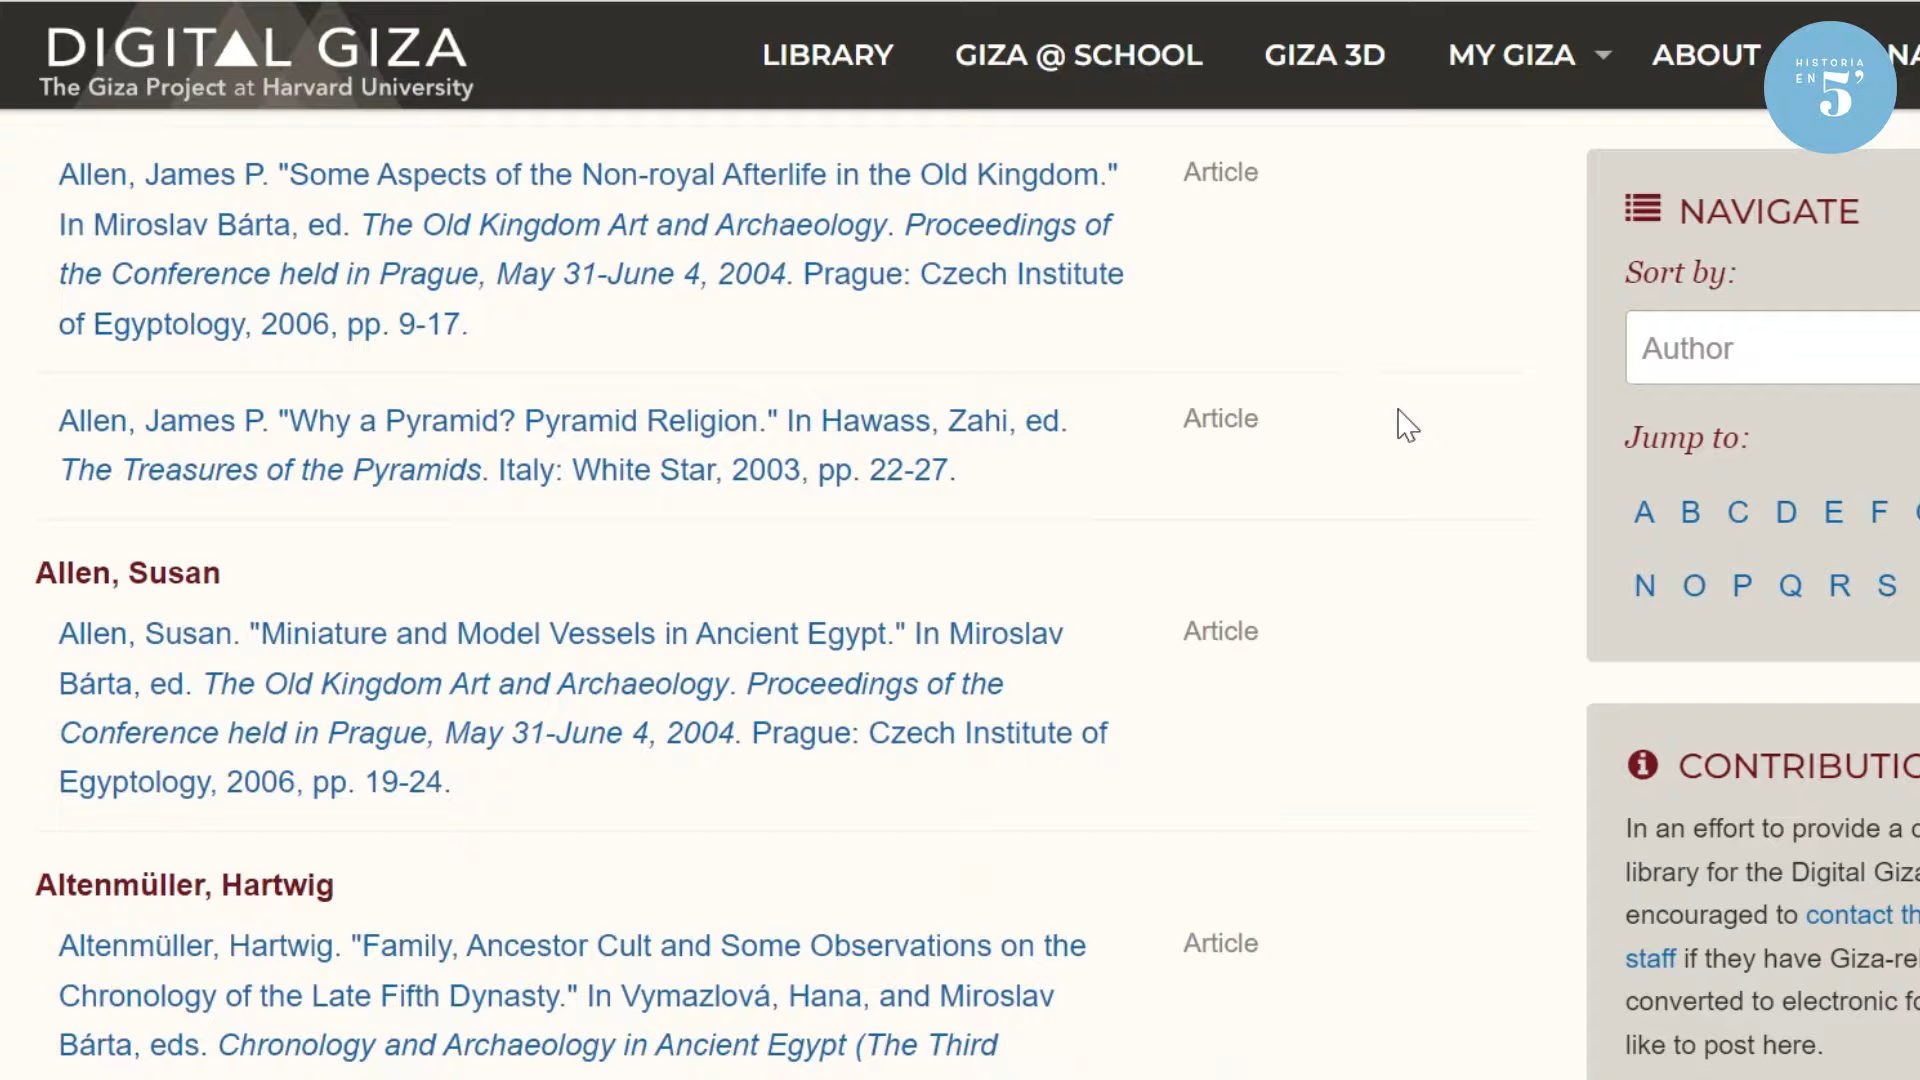 DIGITAL GIZA
The Giza Project at Harvard University
LIBRARY GIZA @ SCHOOL GIZA 3D MY GIZA ABOUT
HISTORIA
EN 5'
Allen, James P. "Some Aspects of the Non-royal Afterlife in the Old Kingdom."
In Miroslav Bárta, ed. The Old Kingdom Art and Archaeology. Proceedings of
the Conference held in Prague, May 31-June 4, 2004. Prague: Czech Institute
of Egyptology, 2006, pp. 9-17.
Article
Allen, James P. "Why a Pyramid? Pyramid Religion." In Hawass, Zahi, ed.
The Treasures of the Pyramids. Italy: White Star, 2003, pp. 22-27.
Article
Allen, Susan
Allen, Susan. "Miniature and Model Vessels in Ancient Egypt." In Miroslav
Bárta, ed. The Old Kingdom Art and Archaeology. Proceedings of the
Conference held in Prague, May 31-June 4, 2004. Prague: Czech Institute of
Egyptology, 2006, pp. 19-24.
Article
Altenmüller, Hartwig
Altenmüller, Hartwig. "Family, Ancestor Cult and Some Observations on the
Chronology of the Late Fifth Dynasty." In Vymazlová, Hana, and Miroslav
Bárta, eds. Chronology and Archaeology in Ancient Egypt (The Third
Article
NAVIGATE
Sort by:
Author
Jump to:
A B C D E F
N O P Q R S
In an effort to provide a
library for the Digital
encouraged to contact
staff if they have
converted to electronic
like to post here.